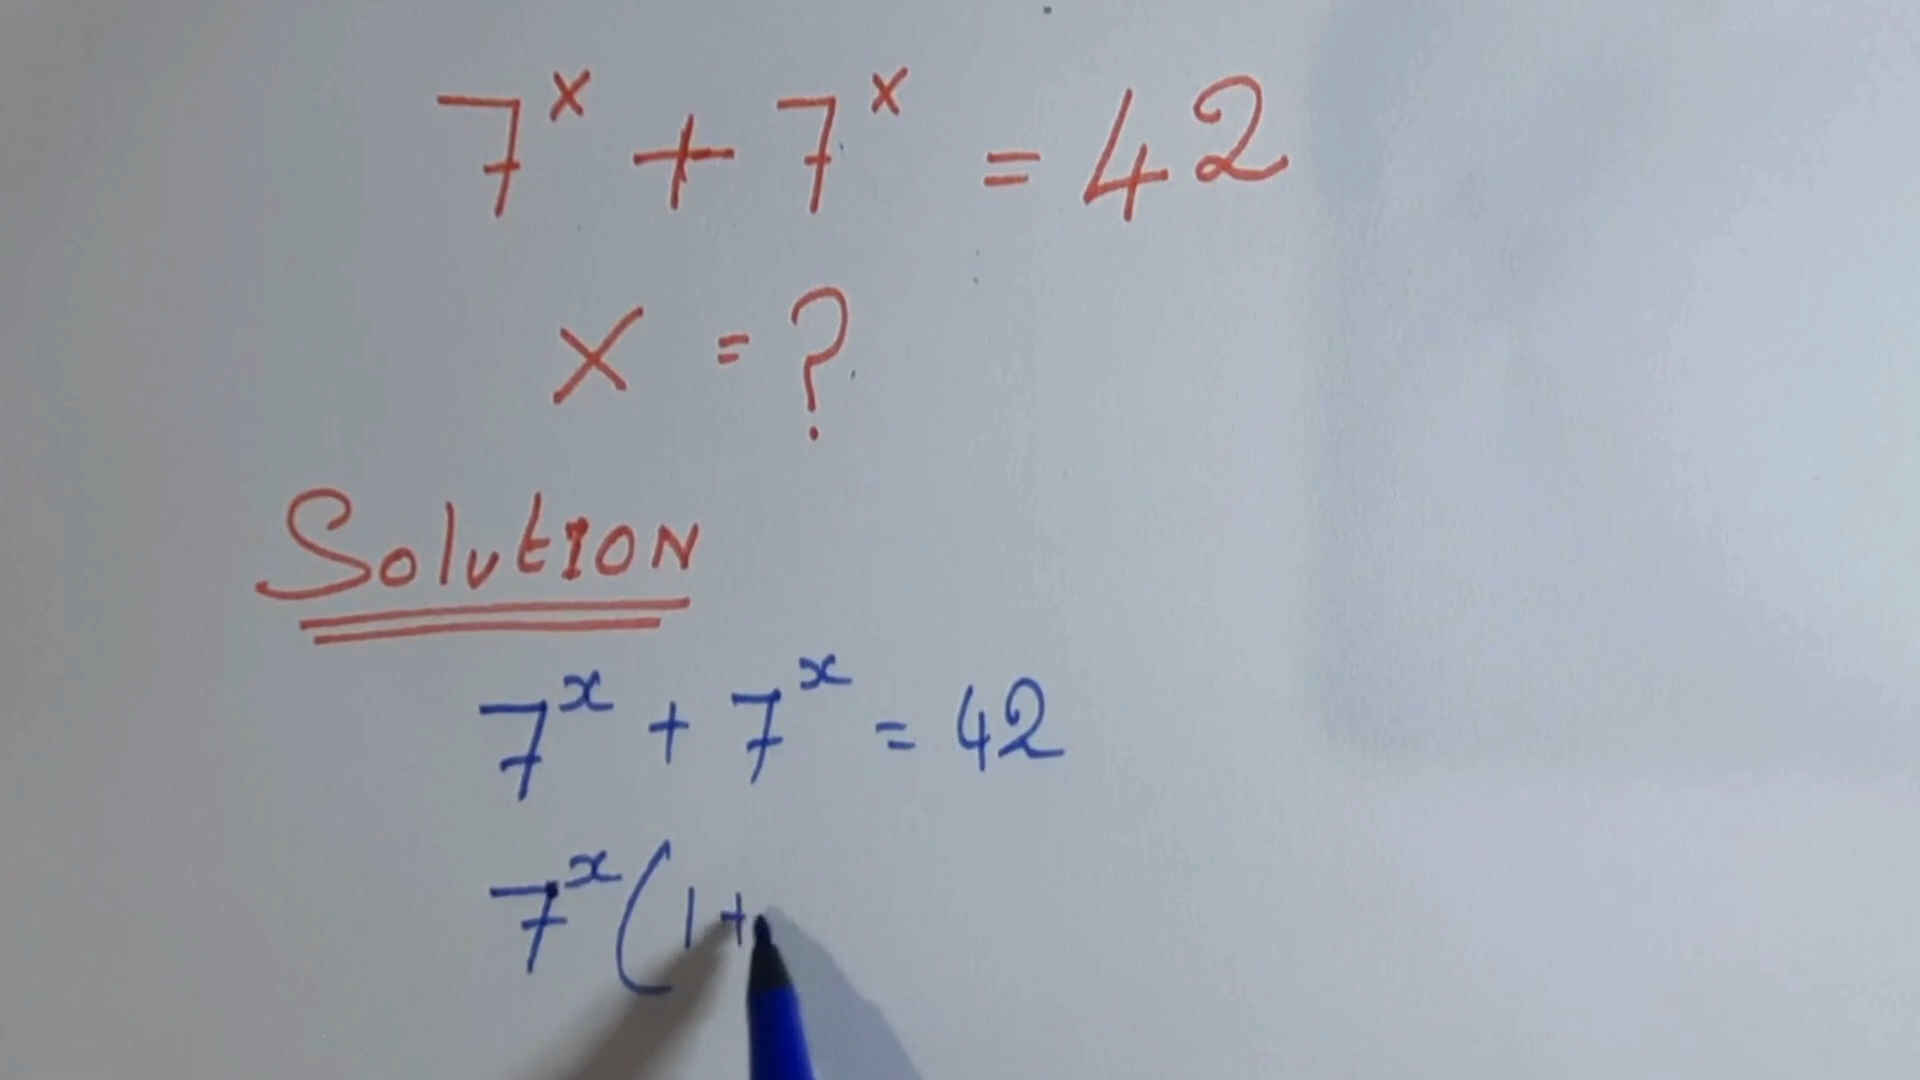 7^x + 7^x = 42
x = ?
Solution
7^x + 7^x = 42
7^x (1 +